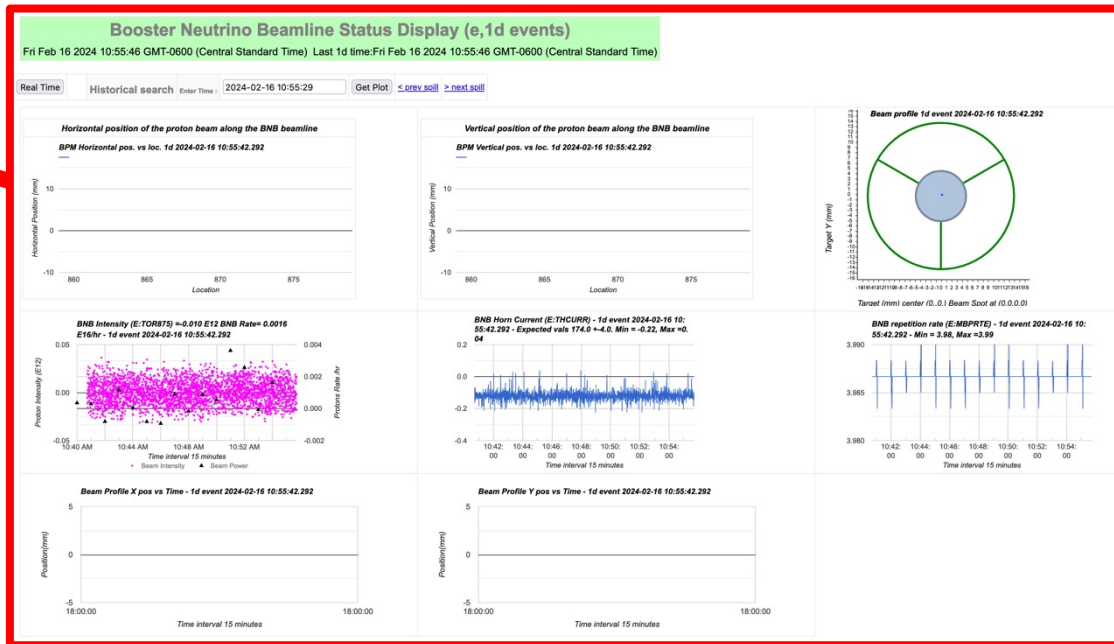 Booster Neutrino Beamline Status Display (e,1d events)
Fri Feb 16 2024 10:55:46 GMT-0600 (Central Standard Time) Last 1d time:Fri Feb 16 2024 10:55:46 GMT-0600 (Central Standard Time)
Real Time Historical search Enter Time : 2024-02-16 10:55:29 Get Plot < prev spill > next spill
Horizontal position of the proton beam along the BNB beamline
BPM Horizontal pos. vs loc. 1d 2024-02-16 10:55:42.292
Horizontal Position (mm)
10
0
-10
860 865 870 875
Location
Vertical position of the proton beam along the BNB beamline
BPM Vertical pos. vs loc. 1d 2024-02-16 10:55:42.292
Vertical Position (mm)
10
0
-10
860 865 870 875
Location
Beam profile 1d event 2024-02-16 10:55:42.292
Target Y (mm)
Target (mm) center (0,.0.) Beam Spot at (0.0,0.0)
BNB Intensity (E:TOR875) =-0.010 E12 BNB Rate= 0.0016
E16/hr - 1d event 2024-02-16 10:55:42.292
Proton Intensity (E12)
0.05
0.00
-0.05
0.004
0.002
0.000
-0.002
Protons Rate /hr
10:40 AM 10:44 AM 10:48 AM 10:52 AM
Time interval 15 minutes
Beam Intensity Beam Power
BNB Horn Current (E:THCURR) - 1d event 2024-02-16 10:
55:42.292 - Expected vals 174.0 +-4.0. Min = -0.22, Max =0.
04
0.2
0.0
-0.2
-0.4
10:42: 10:44: 10:46: 10:48: 10:50: 10:52: 10:54:
00 00 00 00 00 00 00
Time interval 15 minutes
BNB repetition rate (E:MBPRTE) - 1d event 2024-02-16 10:
55:42.292 - Min = 3.98, Max =3.99
3.990
3.985
3.980
10:42: 10:44: 10:46: 10:48: 10:50: 10:52: 10:54:
00 00 00 00 00 00 00
Time interval 15 minutes
Beam Profile X pos vs Time - 1d event 2024-02-16 10:55:42.292
Position(mm)
5
0
-5
18:00:00 18:00:00
Time interval 15 minutes
Beam Profile Y pos vs Time - 1d event 2024-02-16 10:55:42.292
Position(mm)
5
0
-5
18:00:00 18:00:00
Time interval 15 minutes